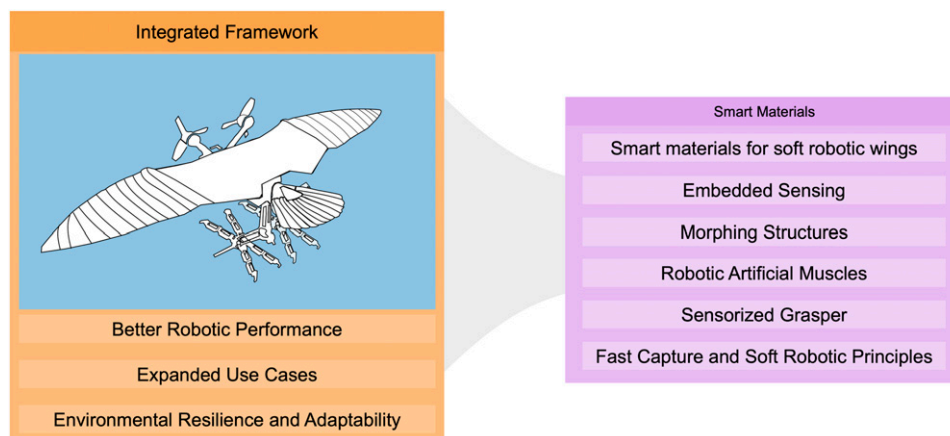 Integrated Framework
Better Robotic Performance
Expanded Use Cases
Environmental Resilience and Adaptability
Smart Materials
Smart materials for soft robotic wings
Embedded Sensing
Morphing Structures
Robotic Artificial Muscles
Sensorized Grasper
Fast Capture and Soft Robotic Principles